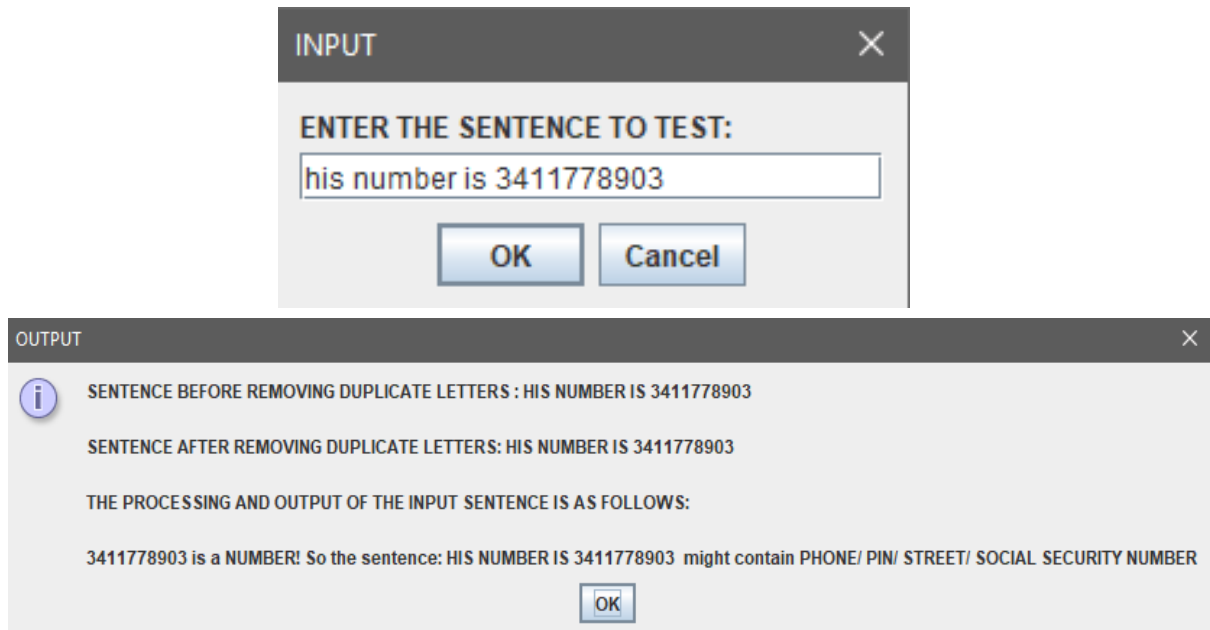 INPUT
ENTER THE SENTENCE TO TEST:
his number is 3411778903
OK Cancel
OUTPUT
SENTENCE BEFORE REMOVING DUPLICATE LETTERS : HIS NUMBER IS 3411778903
SENTENCE AFTER REMOVING DUPLICATE LETTERS: HIS NUMBER IS 3411778903
THE PROCESSING AND OUTPUT OF THE INPUT SENTENCE IS AS FOLLOWS:
3411778903 is a NUMBER! So the sentence: HIS NUMBER IS 3411778903  might contain PHONE/ PIN/ STREET/ SOCIAL SECURITY NUMBER
OK